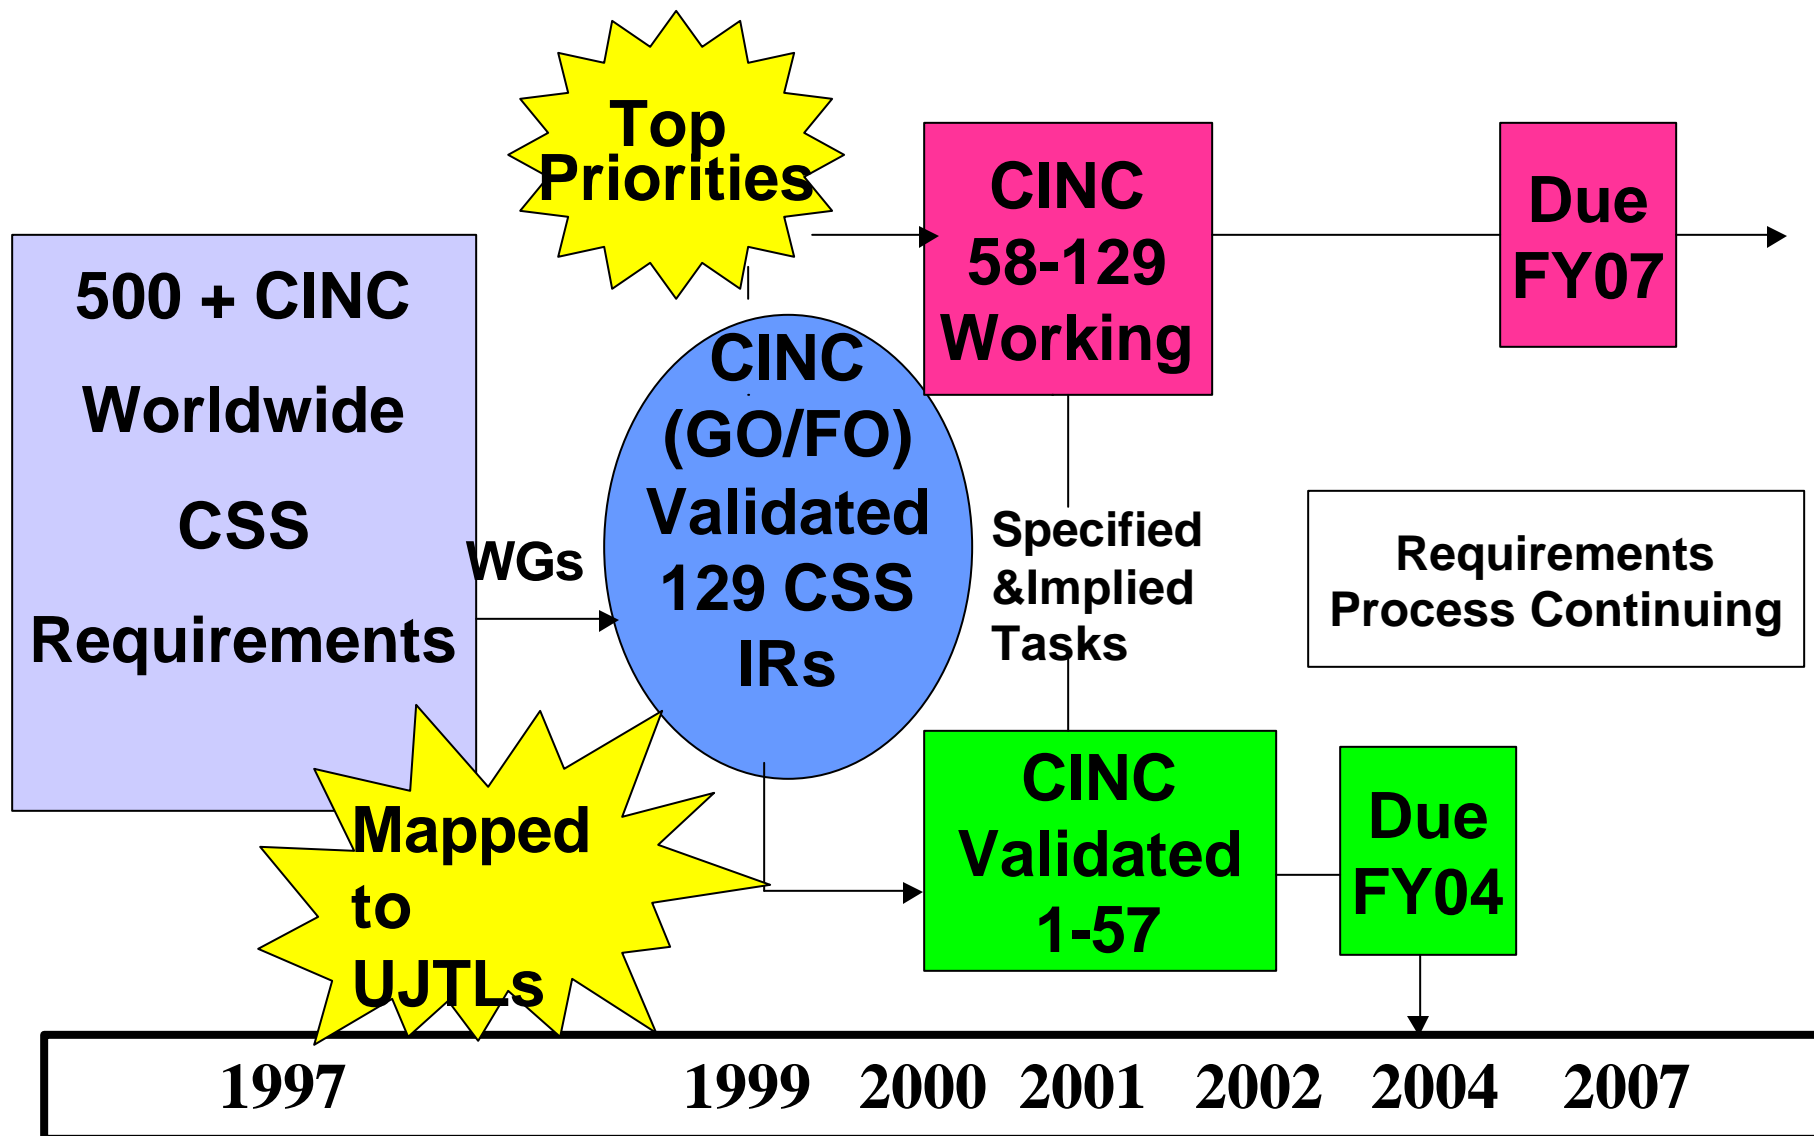 Top
Priorities
500 + CINC
Worldwide
CSS
Requirements
WGs
CINC
(GO/FO)
Validated
129 CSS
IRs
Mapped
to
UJTLs
CINC
58-129
Working
Due
FY07
Specified
&Implied
Tasks
Requirements
Process Continuing
CINC
Validated
1-57
Due
FY04
1997 1999 2000 2001 2002 2004 2007